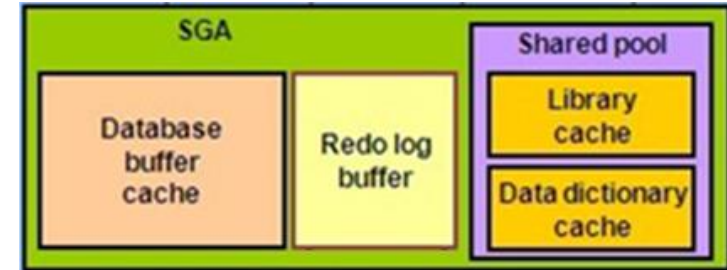 SGA
Database
buffer
cache
Redo log
buffer
Shared pool
Library
cache
Data dictionary
cache